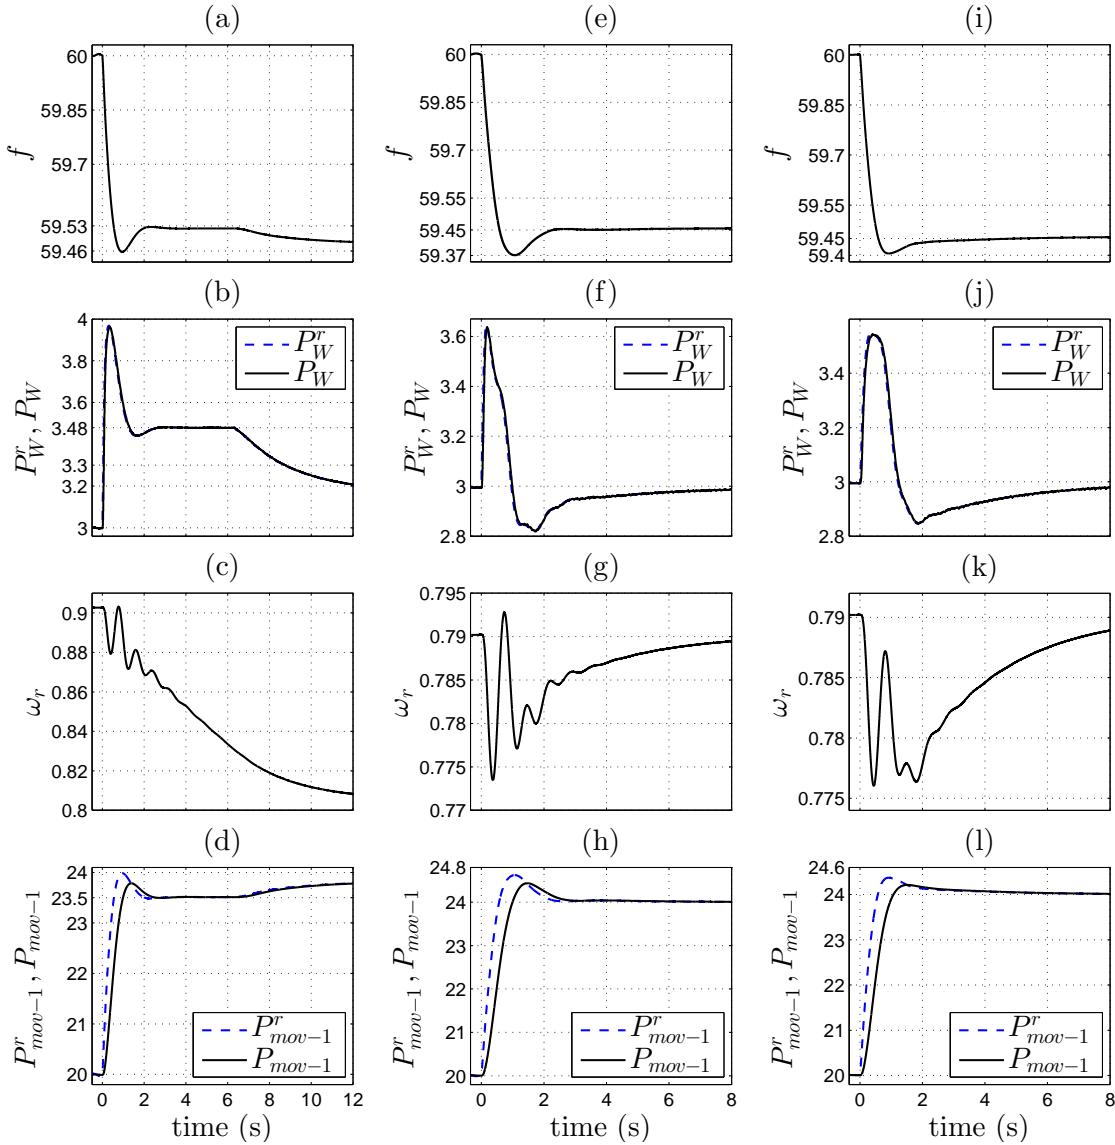 (a)
(e)
(i)
60
59.85
59.7
59.53
59.46
f
60
59.85
59.7
59.55
59.45
59.37
f
60
59.85
59.7
59.55
59.45
59.4
f
(b)
(f)
(j)
4
3.8
3.6
3.48
3.3
3.2
3
P_W^r, P_W
P_W^r
P_W
3.6
3.4
3.2
3
2.8
P_W^r, P_W
P_W^r
P_W
3.4
3.2
3
2.8
P_W^r, P_W
P_W^r
P_W
(c)
(g)
(k)
0.9
0.88
0.86
0.84
0.82
0.8
ω_r
0.795
0.79
0.785
0.78
0.775
0.77
ω_r
0.79
0.785
0.78
0.775
ω_r
(d)
(h)
(l)
24
23.5
23
22
21
20
P_{mov-1}^r, P_{mov-1}
P_{mov-1}^r
P_{mov-1}
0 2 4 6 8 10 12
time (s)
24.8
24
23
22
21
20
P_{mov-1}^r, P_{mov-1}
P_{mov-1}^r
P_{mov-1}
0 2 4 6 8
time (s)
24.6
24
23
22
21
20
P_{mov-1}^r, P_{mov-1}
P_{mov-1}^r
P_{mov-1}
0 2 4 6 8
time (s)